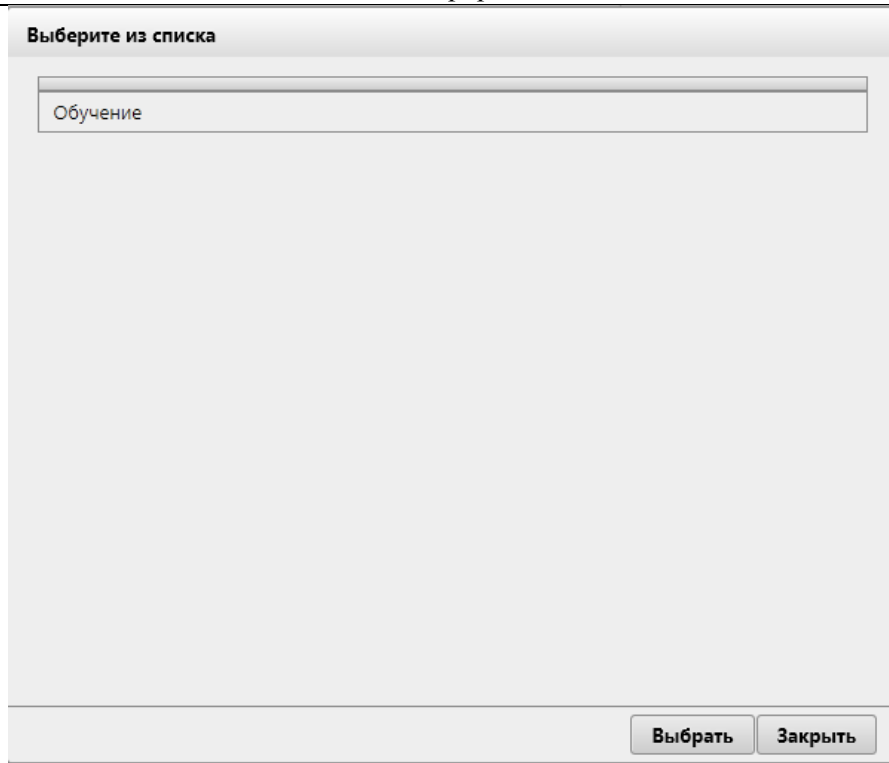 Выберите из списка
Обучение
Выбрать Закрыть